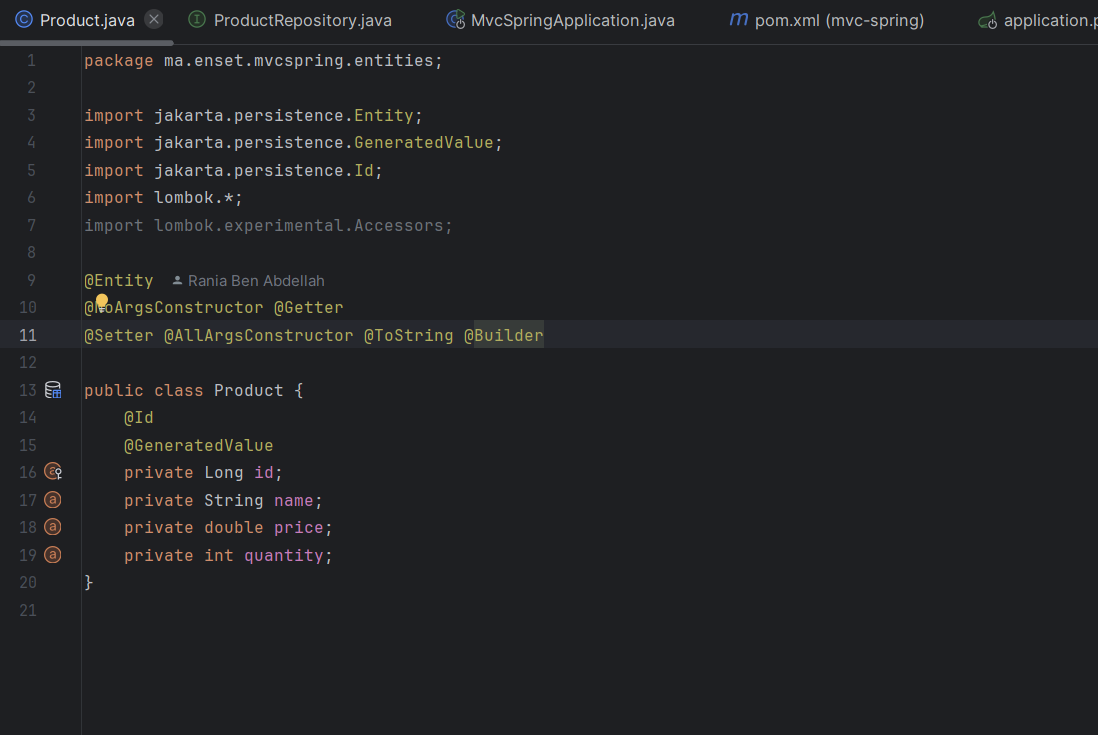 Product.java ProductRepository.java MvcSpringApplication.java m pom.xml (mvc-spring) application.p
1 package ma.enset.mvcspring.entities;
2
3 import jakarta.persistence.Entity;
4 import jakarta.persistence.GeneratedValue;
5 import jakarta.persistence.Id;
6 import lombok.*;
7 import lombok.experimental.Accessors;
8
9 @Entity Rania Ben Abdellah
10 @NoArgsConstructor @Getter
11 @Setter @AllArgsConstructor @ToString @Builder
12
13 public class Product {
14 @Id
15 @GeneratedValue
16 private Long id;
17 private String name;
18 private double price;
19 private int quantity;
20 }
21